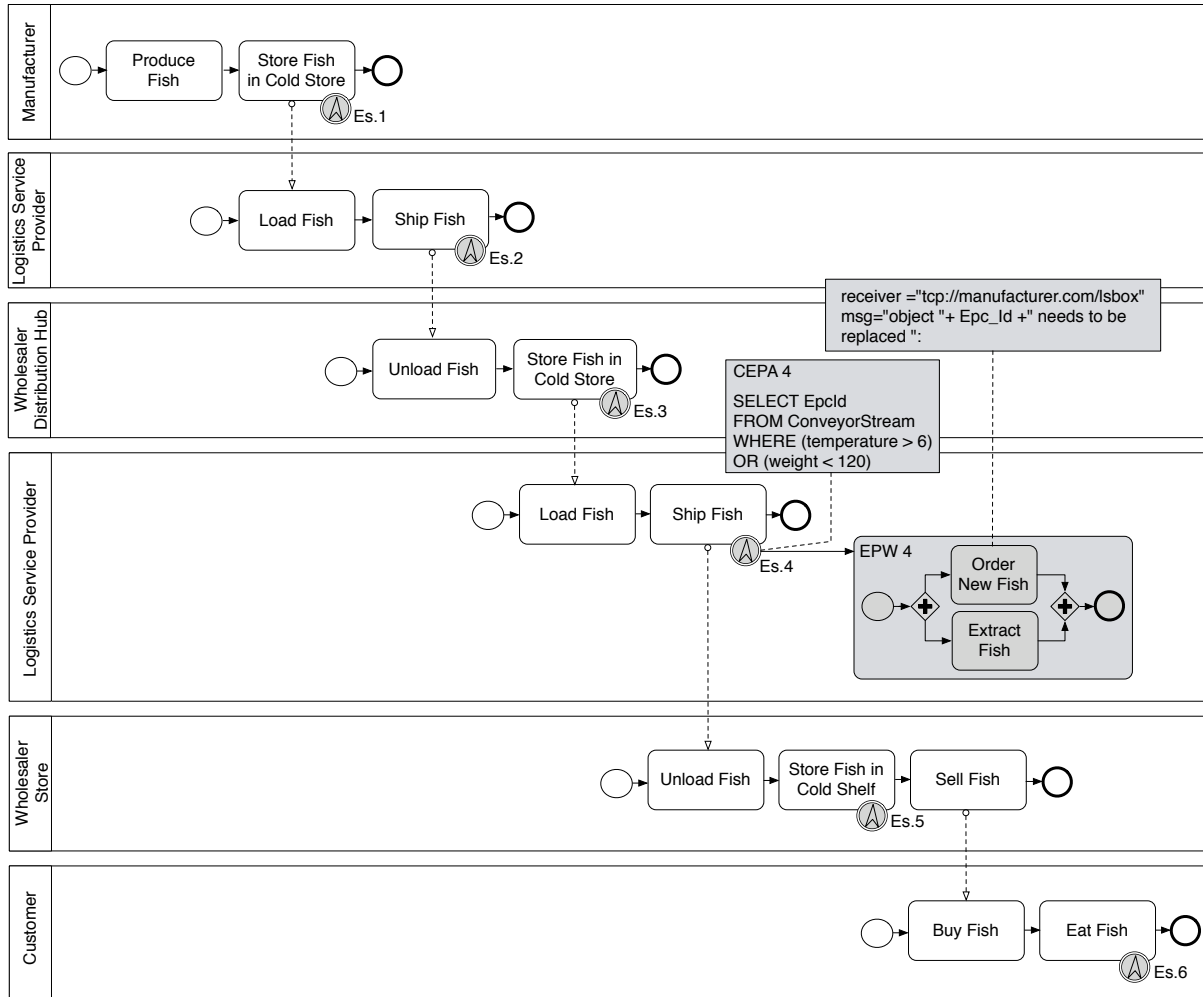 Manufacturer
Produce
Fish
Store Fish
in Cold Store
Es.1
Logistics Service
Provider
Load Fish
Ship Fish
Es.2
Wholesaler
Distribution Hub
Unload Fish
Store Fish in
Cold Store
Es.3
receiver ="tcp://manufacturer.com/lsbox"
msg="object "+ Epc_Id +" needs to be
replaced ":
CEPA 4
SELECT EpcId
FROM ConveyorStream
WHERE (temperature > 6)
OR (weight < 120)
Logistics Service Provider
Load Fish
Ship Fish
Es.4
EPW 4
Order
New Fish
Extract
Fish
Wholesaler
Store
Unload Fish
Store Fish in
Cold Shelf
Es.5
Sell Fish
Customer
Buy Fish
Eat Fish
Es.6